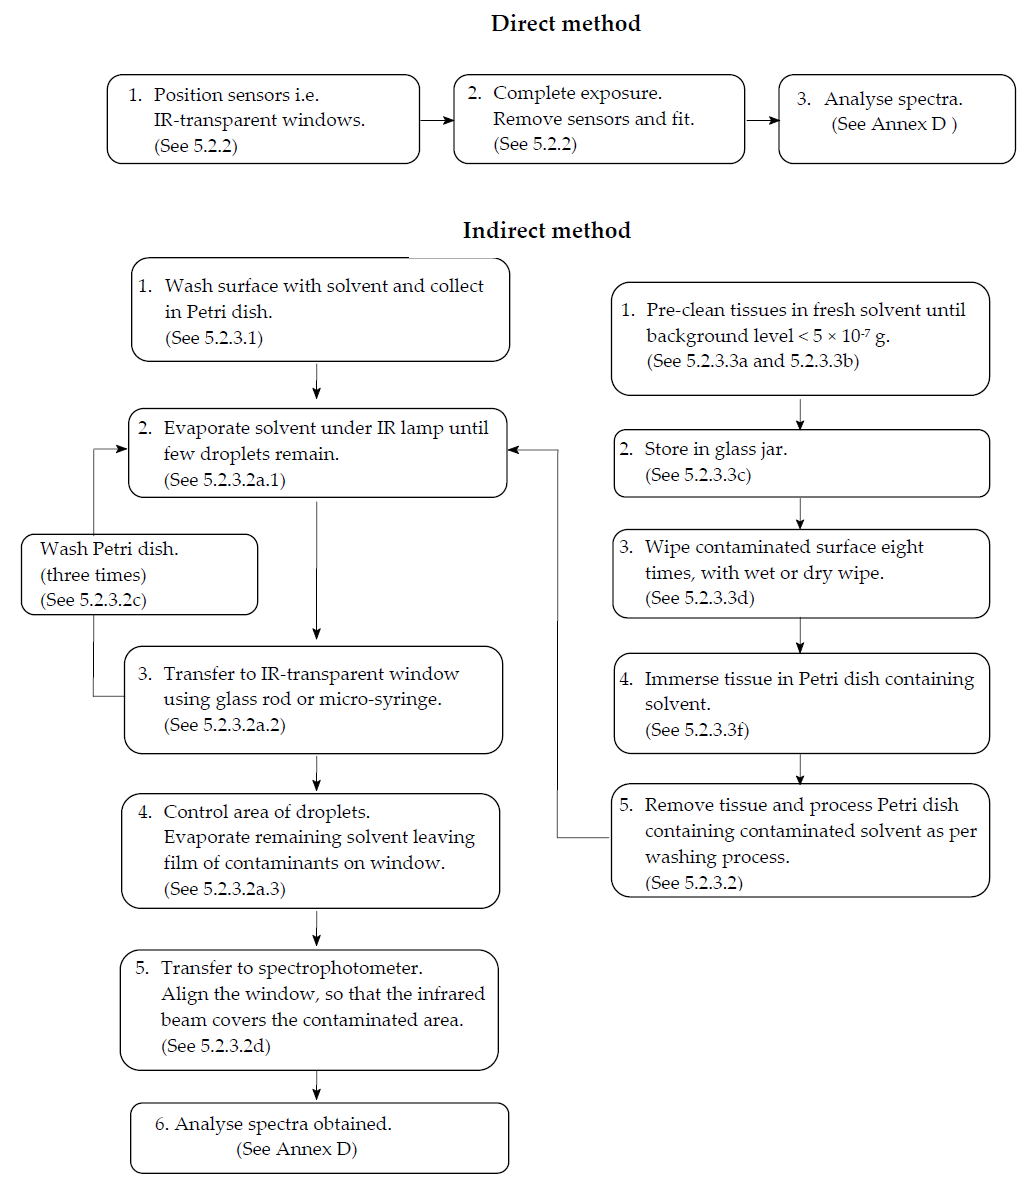 Direct method
1. Position sensors i.e.
IR-transparent windows.
(See 5.2.2)
2. Complete exposure.
Remove sensors and fit.
(See 5.2.2)
3. Analyse spectra.
(See Annex D )
Indirect method
1. Wash surface with solvent and collect
in Petri dish.
(See 5.2.3.1)
2. Evaporate solvent under IR lamp until
few droplets remain.
(See 5.2.3.2a.1)
Wash Petri dish.
(three times)
(See 5.2.3.2c)
3. Transfer to IR-transparent window
using glass rod or micro-syringe.
(See 5.2.3.2a.2)
4. Control area of droplets.
Evaporate remaining solvent leaving
film of contaminants on window.
(See 5.2.3.2a.3)
5. Transfer to spectrophotometer.
Align the window, so that the infrared
beam covers the contaminated area.
(See 5.2.3.2d)
6. Analyse spectra obtained.
(See Annex D)
1. Pre-clean tissues in fresh solvent until
background level < 5 × 10⁻⁷ g.
(See 5.2.3.3a and 5.2.3.3b)
2. Store in glass jar.
(See 5.2.3.3c)
3. Wipe contaminated surface eight
times, with wet or dry wipe.
(See 5.2.3.3d)
4. Immerse tissue in Petri dish containing
solvent.
(See 5.2.3.3f)
5. Remove tissue and process Petri dish
containing contaminated solvent as per
washing process.
(See 5.2.3.2)